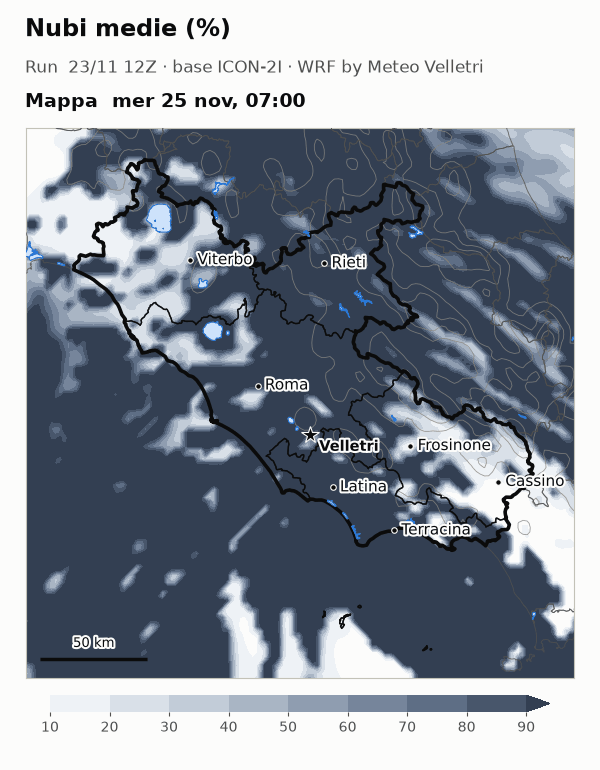 Nubi medie (%)
Run  23/11 12Z · base ICON-2I · WRF by Meteo Velletri
Mappa  mer 25 nov, 07:00
Viterbo
Rieti
Roma
Velletri
Frosinone
Cassino
Latina
Terracina
50 km
10 20 30 40 50 60 70 80 90